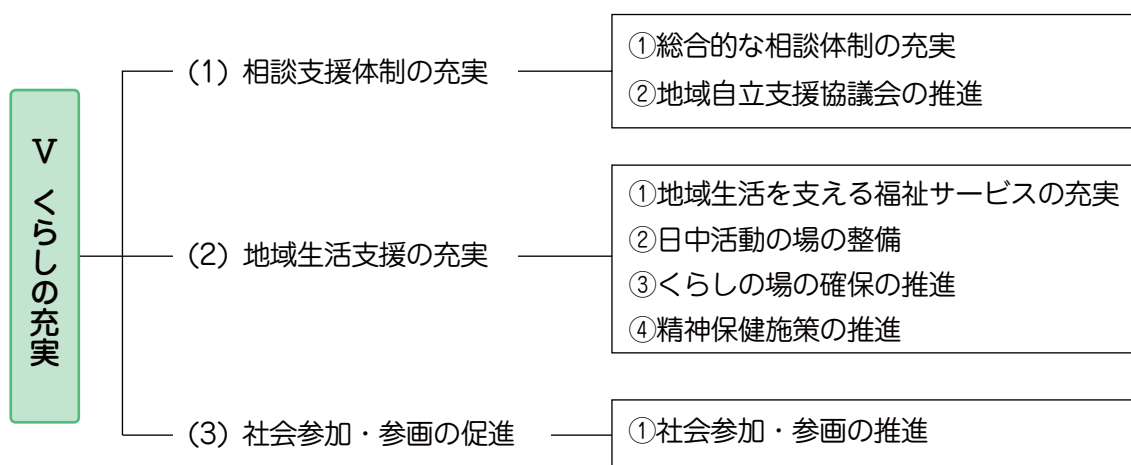 Ⅴ くらしの充実
(1) 相談支援体制の充実
①総合的な相談体制の充実
②地域自立支援協議会の推進
(2) 地域生活支援の充実
①地域生活を支える福祉サービスの充実
②日中活動の場の整備
③くらしの場の確保の推進
④精神保健施策の推進
(3) 社会参加・参画の促進
①社会参加・参画の推進